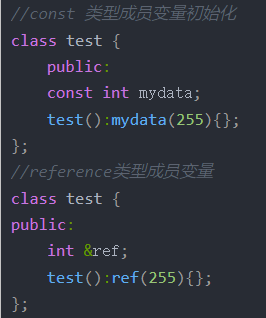 //const 类型成员变量初始化
class test {
    public:
    const int mydata;
    test():mydata(255){};
};
//reference类型成员变量
class test {
public:
    int &ref;
    test():ref(255){};
};